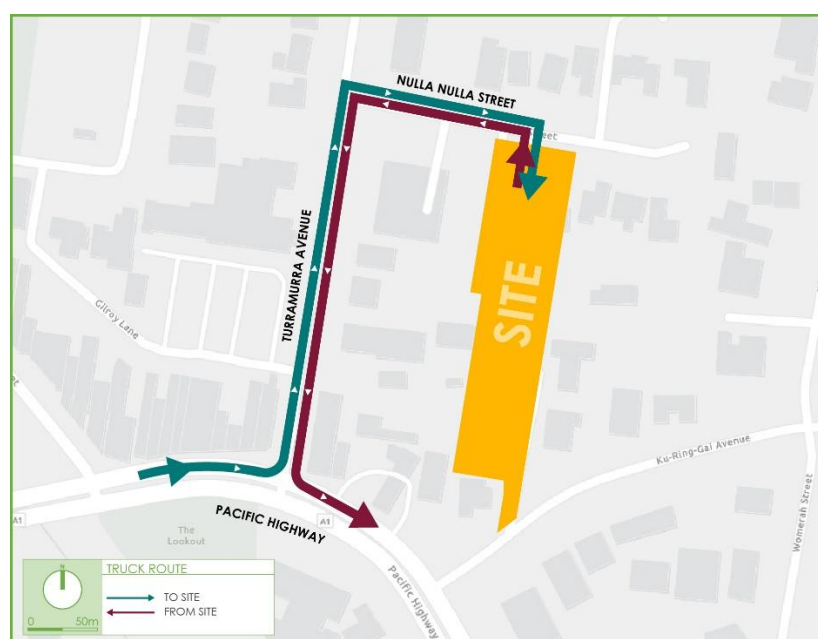 NULLA NULLA STREET
Street
TURRAMURRA AVENUE
SITE
Gilroy Lane
Ku-Ring-Gai Avenue
Womerah Street
A1
The
Lookout
PACIFIC HIGHWAY
A1
Pacific Highway
N
0 50m
TRUCK ROUTE
TO SITE
FROM SITE